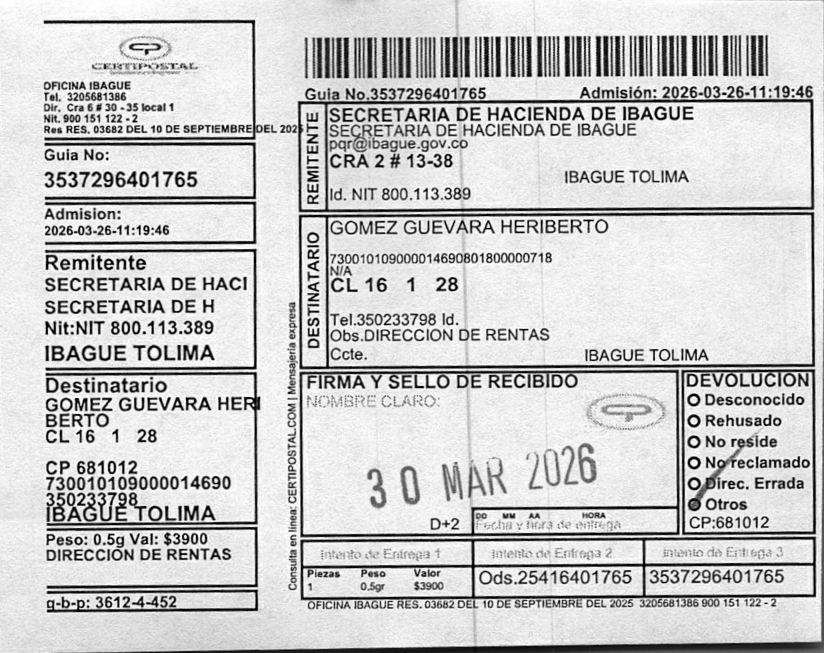 CERTIPOSTAL
OFICINA IBAGUE
Tel. 3205681386
Dir. Cra 6 # 30 - 35 local 1
Nit. 900 151 122 - 2
Res RES. 03682 DEL 10 DE SEPTIEMBRE DEL 2025
Guia No:
3537296401765
Admision:
2026-03-26-11:19:46
Remitente
SECRETARIA DE HACI
SECRETARIA DE H
Nit:NIT 800.113.389
IBAGUE TOLIMA
Destinatario
GOMEZ GUEVARA HERI
BERTO
CL 16 1 28
CP 681012
730010109000014690
350233798
IBAGUE TOLIMA
Peso: 0.5g Val: $3900
DIRECCION DE RENTAS
q-b-p: 3612-4-452
Consulta en linea: CERTIPOSTAL.COM | Mensajería expresa
Guia No.3537296401765 Admisión: 2026-03-26-11:19:46
REMITENTE
SECRETARIA DE HACIENDA DE IBAGUE
SECRETARIA DE HACIENDA DE IBAGUE
pqr@ibague.gov.co
CRA 2 # 13-38
IBAGUE TOLIMA
Id. NIT 800.113.389
DESTINATARIO
GOMEZ GUEVARA HERIBERTO
730010109000014690801800000718
N/A
CL 16 1 28
Tel.350233798 Id.
Obs.DIRECCION DE RENTAS
Ccte. IBAGUE TOLIMA
FIRMA Y SELLO DE RECIBIDO
NOMBRE CLARO:
30 MAR 2026
D+2
DD MM AA HORA
Fecha y hora de entrega
DEVOLUCION
Desconocido
Rehusado
No reside
No reclamado
Direc. Errada
Otros
CP:681012
Intento de Entrega 1 Intento de Entrega 2 Intento de Entrega 3
Piezas Peso Valor
1 0.5gr $3900
Ods.25416401765 3537296401765
OFICINA IBAGUE RES. 03682 DEL 10 DE SEPTIEMBRE DEL 2025 3205681386 900 151 122 - 2